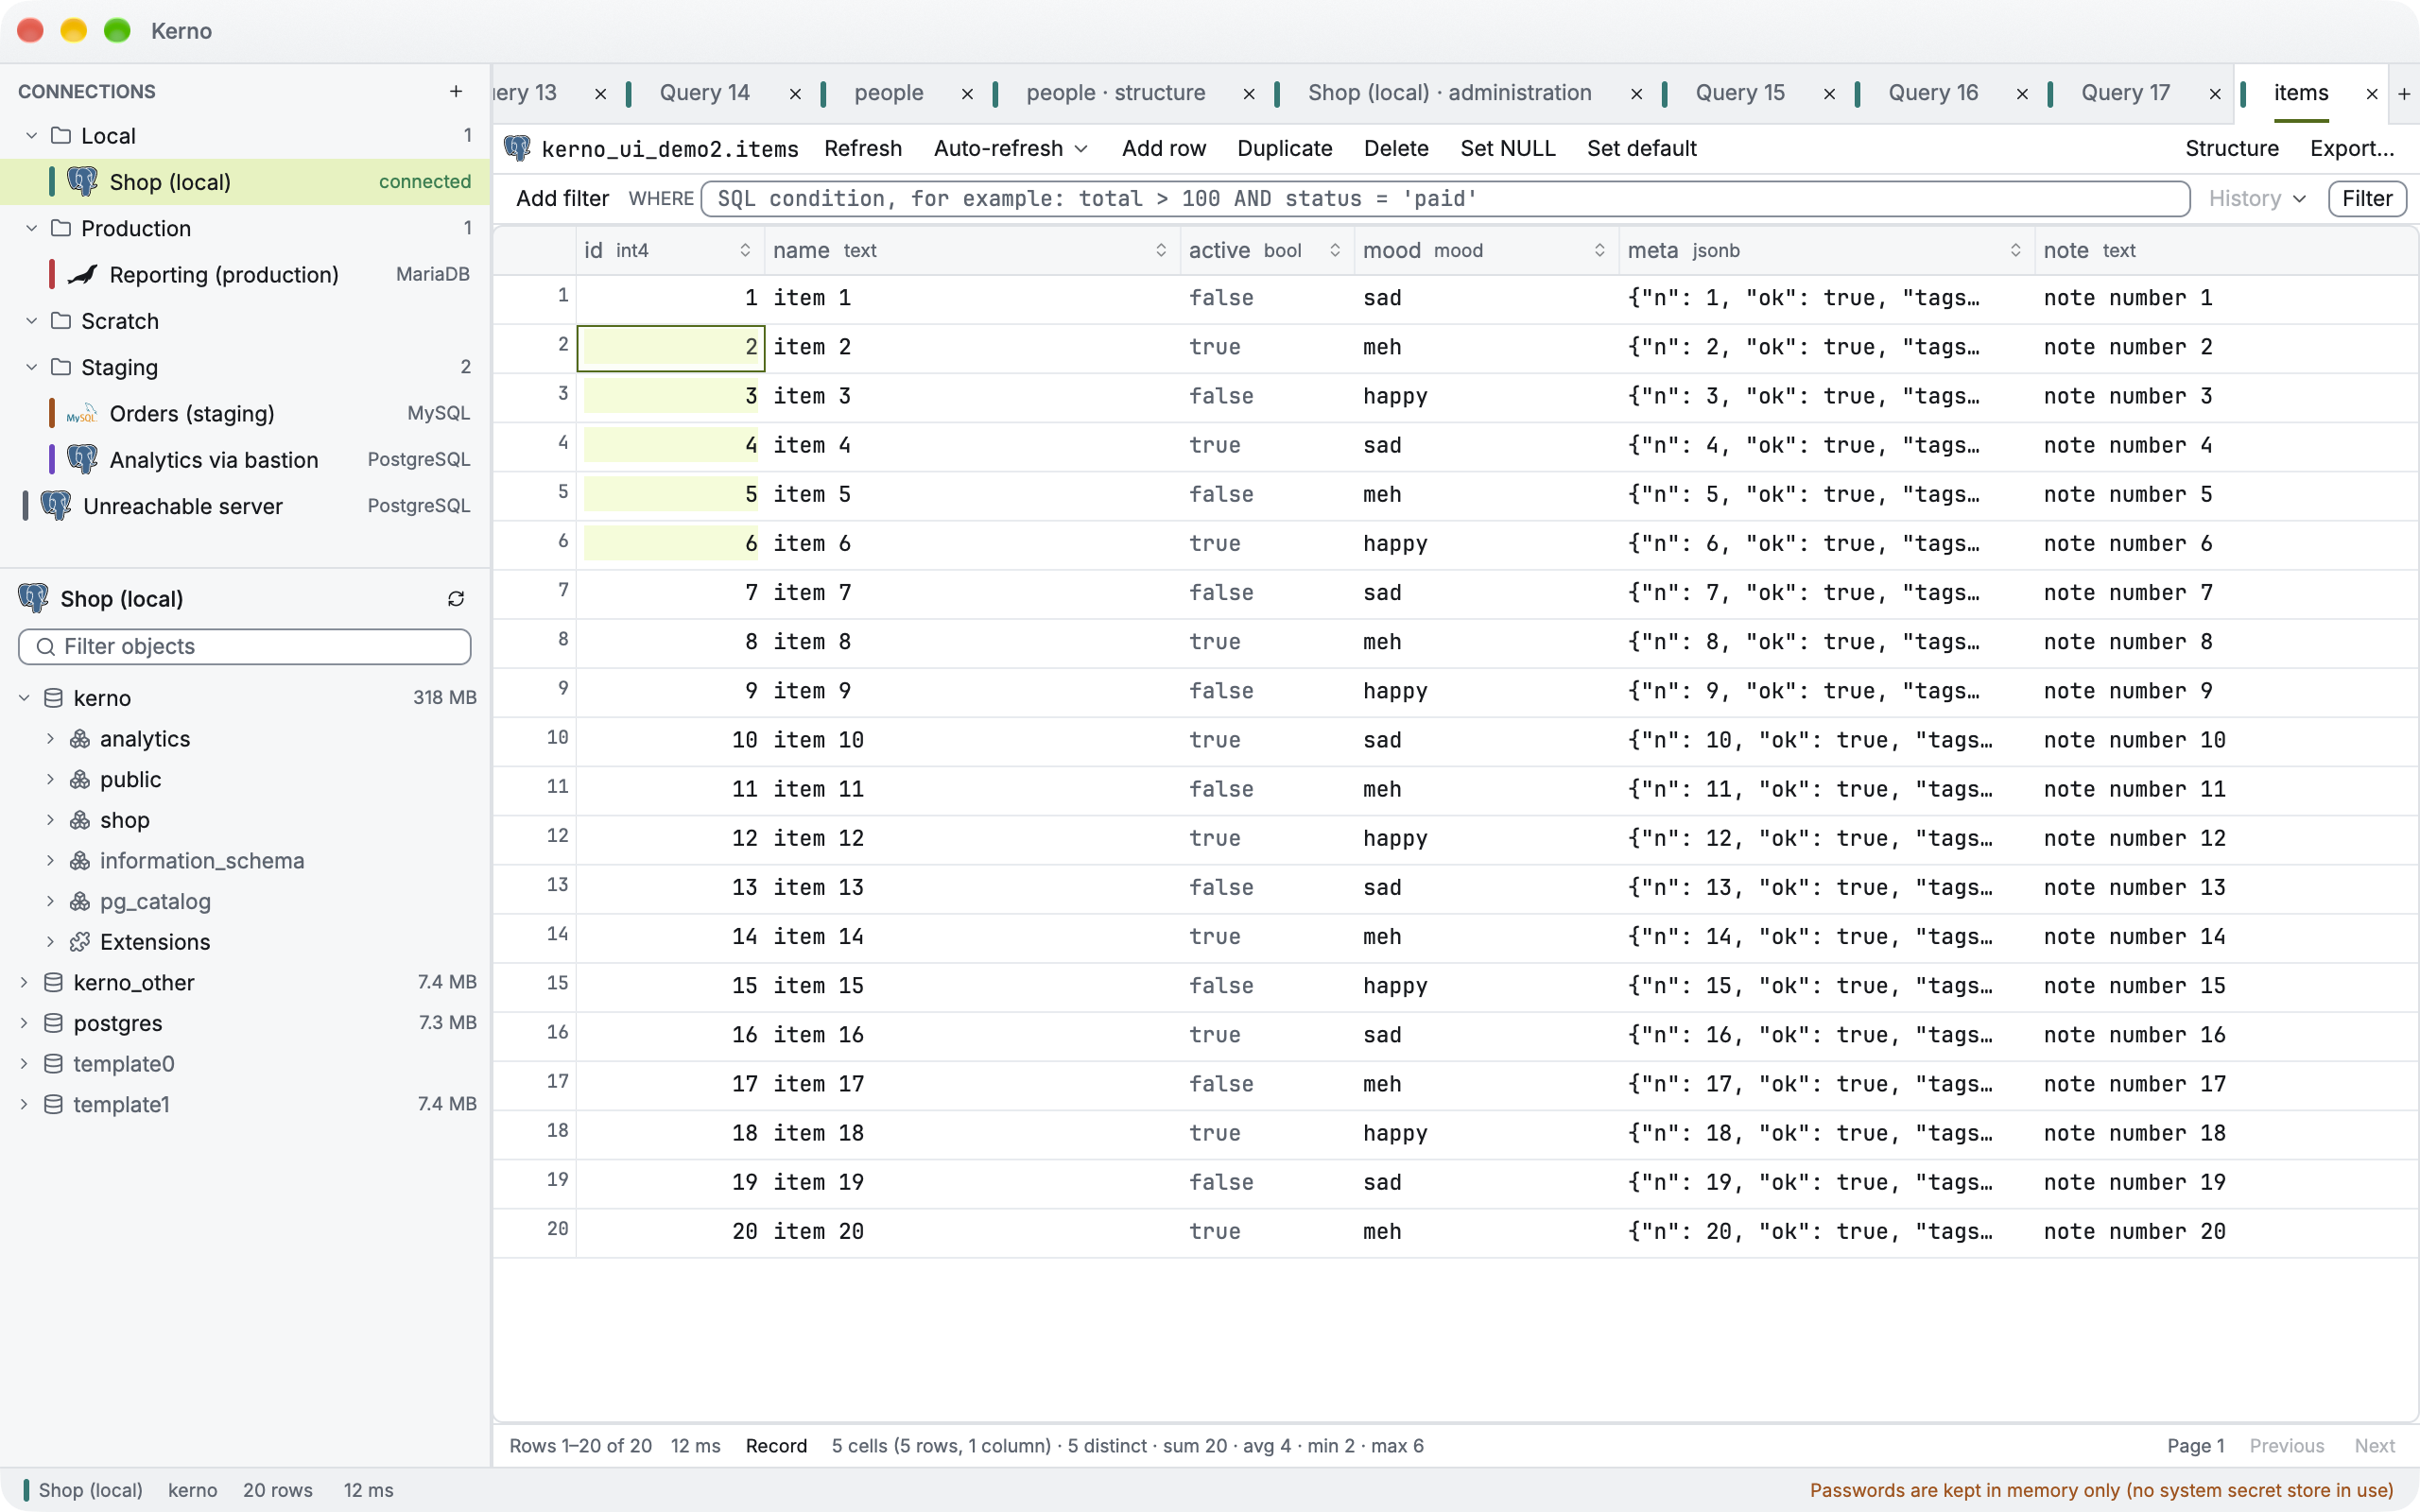 Kerno
CONNECTIONS +
Local 1
Shop (local) connected
Production 1
Reporting (production) MariaDB
Scratch
Staging 2
MySQL Orders (staging) MySQL
Analytics via bastion PostgreSQL
Unreachable server PostgreSQL
Shop (local)
Filter objects
kerno 318 MB
analytics
public
shop
information_schema
pg_catalog
Extensions
kerno_other 7.4 MB
postgres 7.3 MB
template0
template1 7.4 MB
ery 13 × Query 14 × people × people · structure × Shop (local) · administration × Query 15 × Query 16 × Query 17 × items × +
kerno_ui_demo2.items Refresh Auto-refresh Add row Duplicate Delete Set NULL Set default Structure Export…
Add filter WHERE SQL condition, for example: total > 100 AND status = 'paid' History Filter
id int4 name text active bool mood mood meta jsonb note text
1 1 item 1 false sad {"n": 1, "ok": true, "tags… note number 1
2 2 item 2 true meh {"n": 2, "ok": true, "tags… note number 2
3 3 item 3 false happy {"n": 3, "ok": true, "tags… note number 3
4 4 item 4 true sad {"n": 4, "ok": true, "tags… note number 4
5 5 item 5 false meh {"n": 5, "ok": true, "tags… note number 5
6 6 item 6 true happy {"n": 6, "ok": true, "tags… note number 6
7 7 item 7 false sad {"n": 7, "ok": true, "tags… note number 7
8 8 item 8 true meh {"n": 8, "ok": true, "tags… note number 8
9 9 item 9 false happy {"n": 9, "ok": true, "tags… note number 9
10 10 item 10 true sad {"n": 10, "ok": true, "tags… note number 10
11 11 item 11 false meh {"n": 11, "ok": true, "tags… note number 11
12 12 item 12 true happy {"n": 12, "ok": true, "tags… note number 12
13 13 item 13 false sad {"n": 13, "ok": true, "tags… note number 13
14 14 item 14 true meh {"n": 14, "ok": true, "tags… note number 14
15 15 item 15 false happy {"n": 15, "ok": true, "tags… note number 15
16 16 item 16 true sad {"n": 16, "ok": true, "tags… note number 16
17 17 item 17 false meh {"n": 17, "ok": true, "tags… note number 17
18 18 item 18 true happy {"n": 18, "ok": true, "tags… note number 18
19 19 item 19 false sad {"n": 19, "ok": true, "tags… note number 19
20 20 item 20 true meh {"n": 20, "ok": true, "tags… note number 20
Rows 1–20 of 20 12 ms Record 5 cells (5 rows, 1 column) · 5 distinct · sum 20 · avg 4 · min 2 · max 6 Page 1 Previous Next
Shop (local) kerno 20 rows 12 ms Passwords are kept in memory only (no system secret store in use)